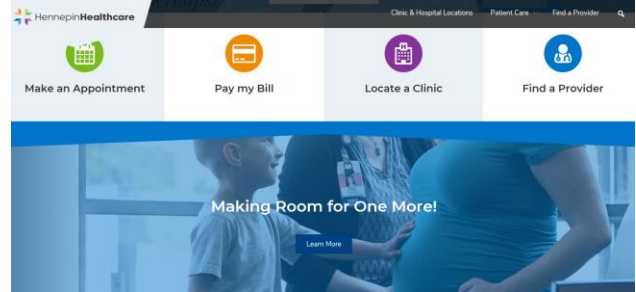 HennepinHealthcare
Clinic & Hospital Locations
Patient Care
Find a Provider
Make an Appointment
Pay my Bill
Locate a Clinic
Find a Provider
Making Room for One More!
Learn More